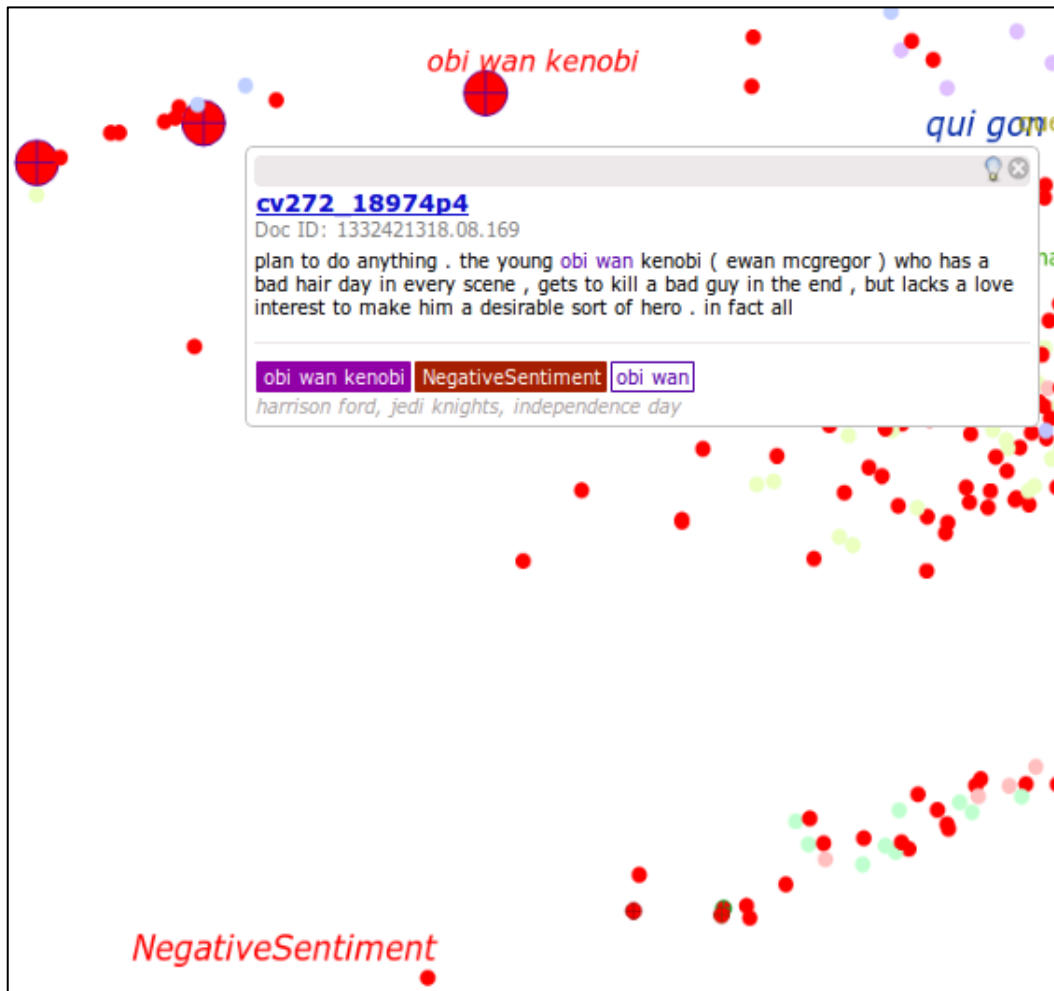 obi wan kenobi
qui gon
cv272_18974p4
Doc ID: 1332421318.08.169
plan to do anything . the young obi wan kenobi ( ewan mcgregor ) who has a
bad hair day in every scene , gets to kill a bad guy in the end , but lacks a love
interest to make him a desirable sort of hero . in fact all
obi wan kenobi NegativeSentiment obi wan
harrison ford, jedi knights, independence day
NegativeSentiment